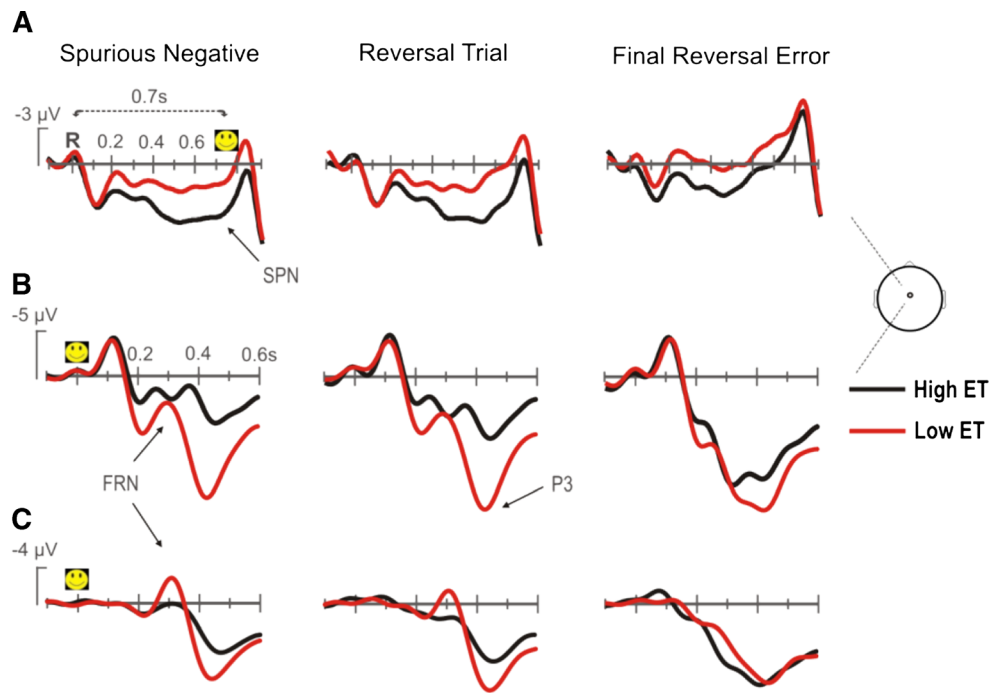 A
Spurious Negative
Reversal Trial
Final Reversal Error
0.7s
-3 µV
R
0.2
0.4
0.6
SPN
B
-5 µV
0.2
0.4
0.6s
High ET
Low ET
FRN
P3
C
-4 µV